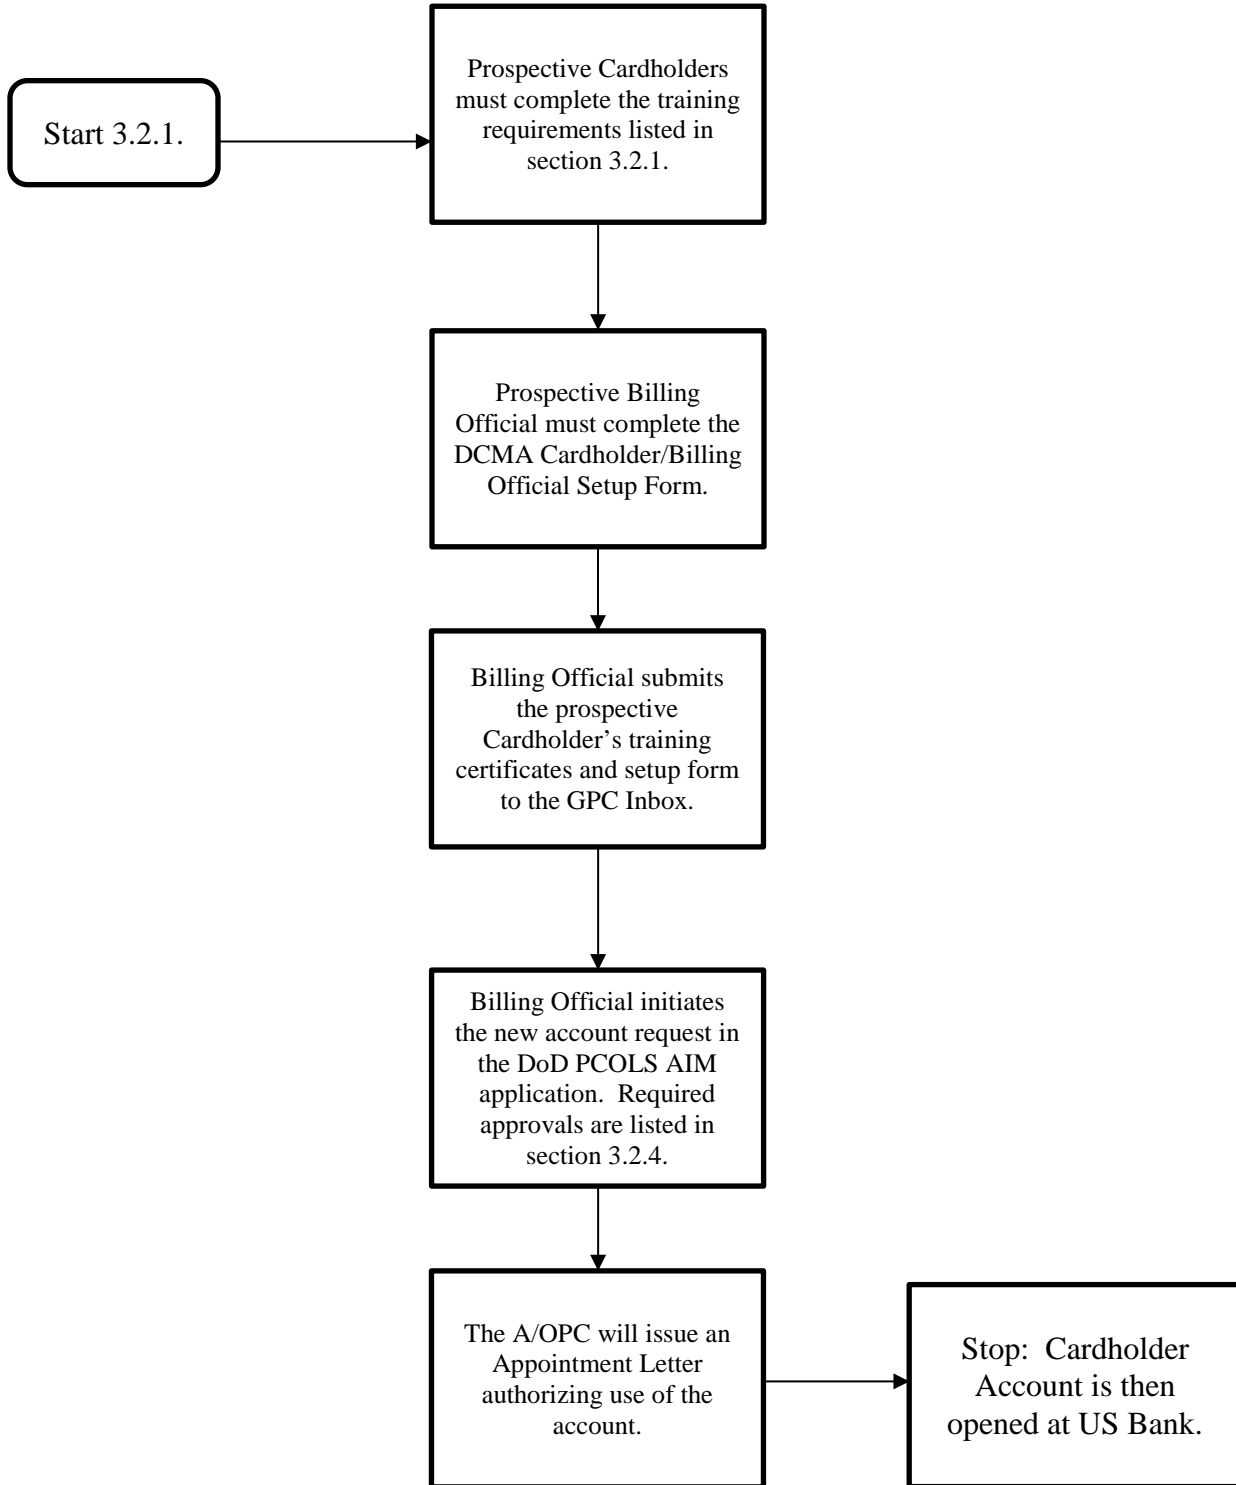 Start 3.2.1.
Prospective Cardholders
must complete the training
requirements listed in
section 3.2.1.
Prospective Billing
Official must complete the
DCMA Cardholder/Billing
Official Setup Form.
Billing Official submits
the prospective
Cardholder’s training
certificates and setup form
to the GPC Inbox.
Billing Official initiates
the new account request in
the DoD PCOLS AIM
application.  Required
approvals are listed in
section 3.2.4.
The A/OPC will issue an
Appointment Letter
authorizing use of the
account.
Stop:  Cardholder
Account is then
opened at US Bank.